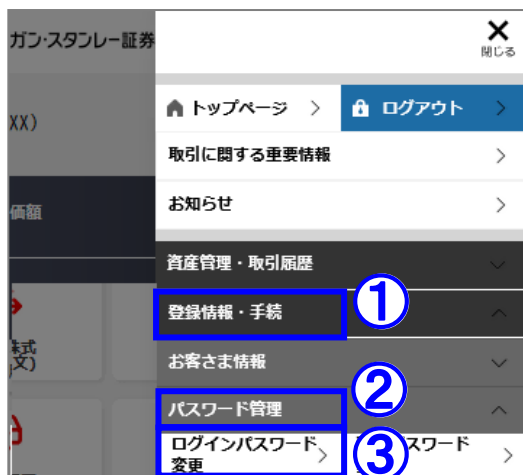 ガン・スタンレー証券
閉じる
XX)
トップページ
ログアウト
取引に関する重要情報
お知らせ
価額
資産管理・取引履歴
登録情報・手続
①
株式
文)
お客さま情報
②
パスワード管理
ログインパスワード
変更
③
スワード